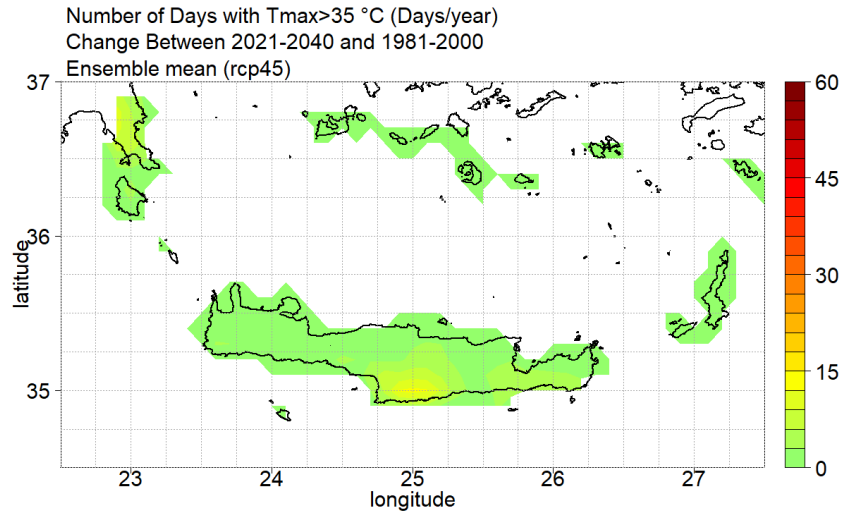 Number of Days with Tmax>35 °C (Days/year)
Change Between 2021-2040 and 1981-2000
Ensemble mean (rcp45)
37
36
35
latitude
23 24 25 26 27
longitude
60
45
30
15
0